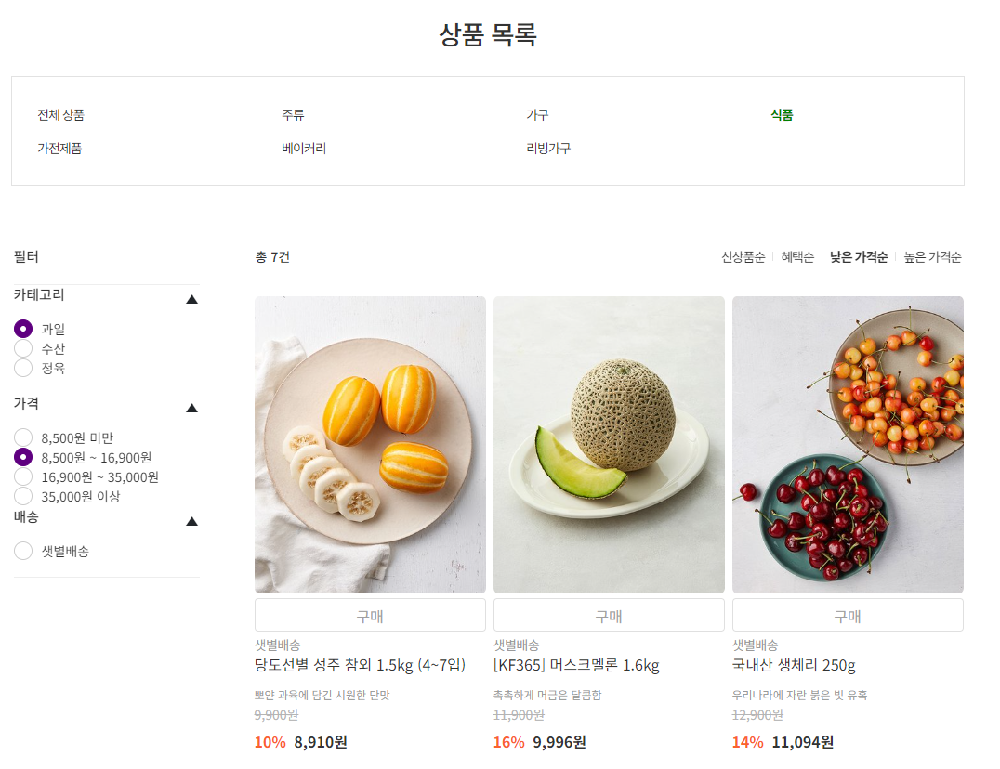 상품 목록
전체 상품 주류 가구 식품
가전제품 베이커리 리빙가구
필터
카테고리
과일
수산
정육
가격
8,500원 미만
8,500원 ~ 16,900원
16,900원 ~ 35,000원
35,000원 이상
배송
샛별배송
총 7건
신상품순 혜택순 낮은 가격순 높은 가격순
구매
샛별배송
당도선별 성주 참외 1.5kg (4~7입)
뽀얀 과육에 담긴 시원한 단맛
9,900원
10% 8,910원
구매
샛별배송
[KF365] 머스크멜론 1.6kg
촉촉하게 머금은 달콤함
11,900원
16% 9,996원
구매
샛별배송
국내산 생체리 250g
우리나라에 자란 붉은 빛 유혹
12,900원
14% 11,094원